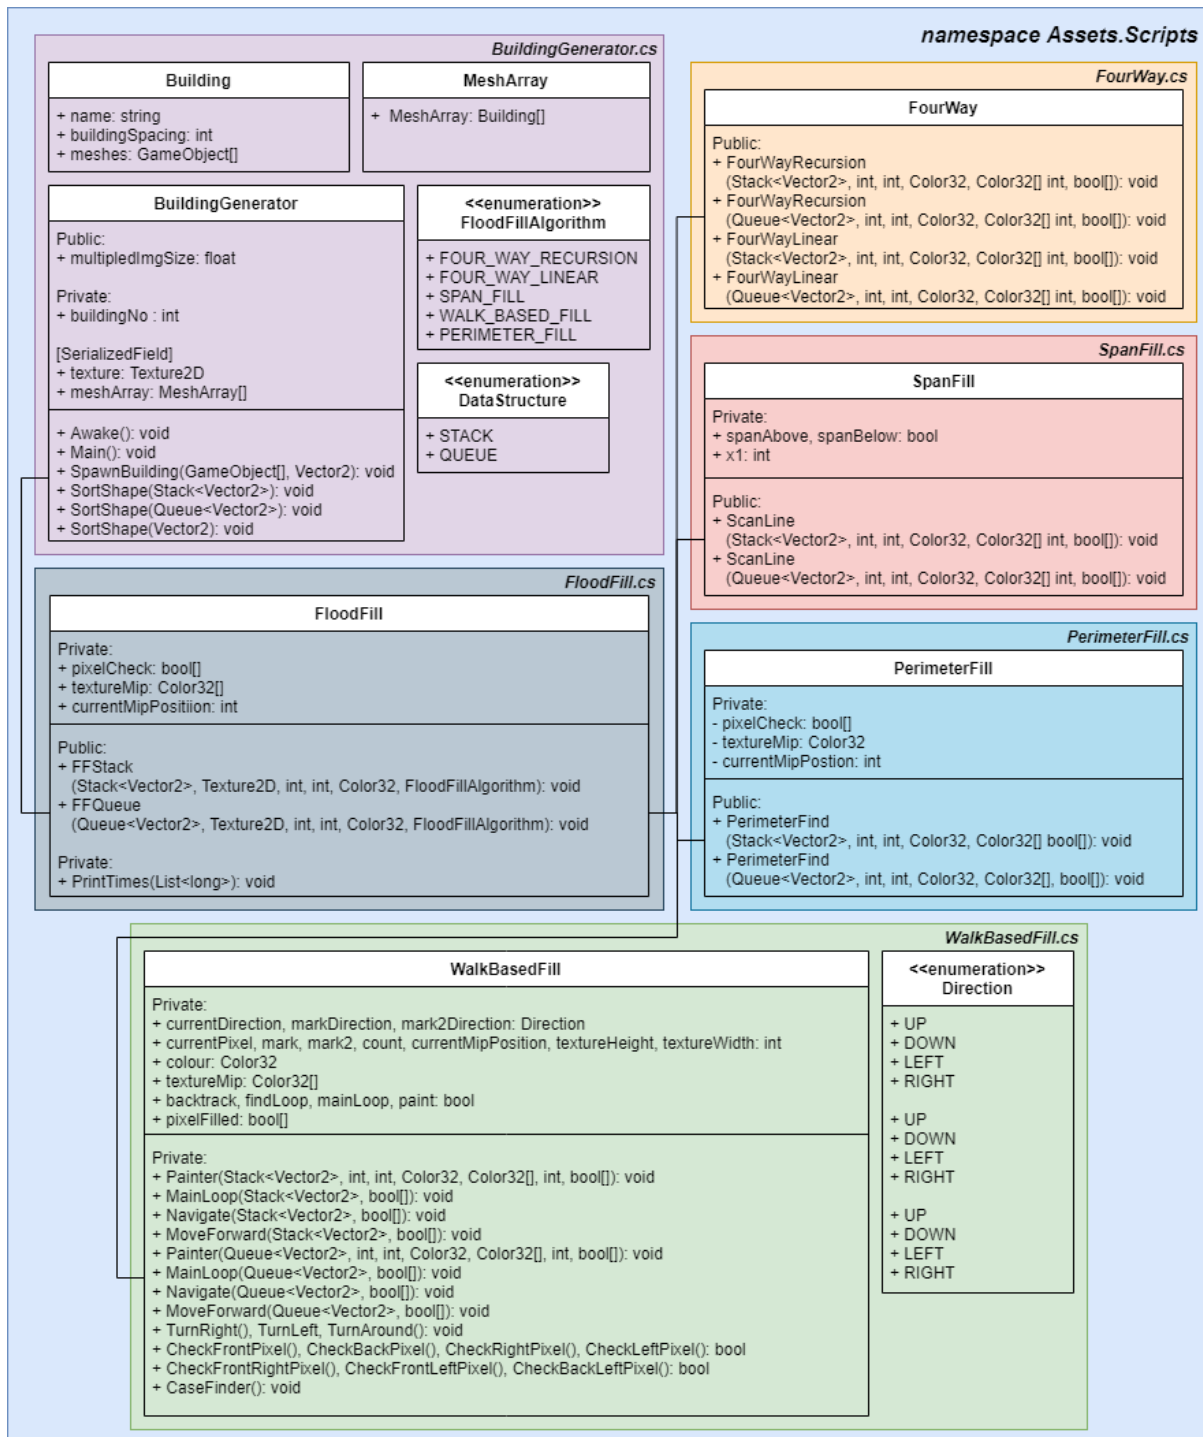 namespace Assets.Scripts
BuildingGenerator.cs
Building
+ name: string
+ buildingSpacing: int
+ meshes: GameObject[]
MeshArray
+ MeshArray: Building[]
BuildingGenerator
Public:
+ multipledImgSize: float
Private:
+ buildingNo : int
[SerializedField]
+ texture: Texture2D
+ meshArray: MeshArray[]
+ Awake(): void
+ Main(): void
+ SpawnBuilding(GameObject[], Vector2): void
+ SortShape(Stack<Vector2>): void
+ SortShape(Queue<Vector2>): void
+ SortShape(Vector2): void
<<enumeration>>
FloodFillAlgorithm
+ FOUR_WAY_RECURSION
+ FOUR_WAY_LINEAR
+ SPAN_FILL
+ WALK_BASED_FILL
+ PERIMETER_FILL
<<enumeration>>
DataStructure
+ STACK
+ QUEUE
FourWay.cs
FourWay
Public:
+ FourWayRecursion
(Stack<Vector2>, int, int, Color32, Color32[] int, bool[]): void
+ FourWayRecursion
(Queue<Vector2>, int, int, Color32, Color32[] int, bool[]): void
+ FourWayLinear
(Stack<Vector2>, int, int, Color32, Color32[] int, bool[]): void
+ FourWayLinear
(Queue<Vector2>, int, int, Color32, Color32[] int, bool[]): void
SpanFill.cs
SpanFill
Private:
+ spanAbove, spanBelow: bool
+ x1: int
Public:
+ ScanLine
(Stack<Vector2>, int, int, Color32, Color32[] int, bool[]): void
+ ScanLine
(Queue<Vector2>, int, int, Color32, Color32[] int, bool[]): void
FloodFill.cs
FloodFill
Private:
+ pixelCheck: bool[]
+ textureMip: Color32[]
+ currentMipPositiion: int
Public:
+ FFStack
(Stack<Vector2>, Texture2D, int, int, Color32, FloodFillAlgorithm): void
+ FFQueue
(Queue<Vector2>, Texture2D, int, int, Color32, FloodFillAlgorithm): void
Private:
+ PrintTimes(List<long>): void
PerimeterFill.cs
PerimeterFill
Private:
- pixelCheck: bool[]
- textureMip: Color32
- currentMipPostion: int
Public:
+ PerimeterFind
(Stack<Vector2>, int, int, Color32, Color32[] bool[]): void
+ PerimeterFind
(Queue<Vector2>, int, int, Color32, Color32[], bool[]): void
WalkBasedFill.cs
WalkBasedFill
Private:
+ currentDirection, markDirection, mark2Direction: Direction
+ currentPixel, mark, mark2, count, currentMipPosition, textureHeight, textureWidth: int
+ colour: Color32
+ textureMip: Color32[]
+ backtrack, findLoop, mainLoop, paint: bool
+ pixelFilled: bool[]
Private:
+ Painter(Stack<Vector2>, int, int, Color32, Color32[], int, bool[]): void
+ MainLoop(Stack<Vector2>, bool[]): void
+ Navigate(Stack<Vector2>, bool[]): void
+ MoveForward(Stack<Vector2>, bool[]): void
+ Painter(Queue<Vector2>, int, int, Color32, Color32[], int, bool[]): void
+ MainLoop(Queue<Vector2>, bool[]): void
+ Navigate(Queue<Vector2>, bool[]): void
+ MoveForward(Queue<Vector2>, bool[]): void
+ TurnRight(), TurnLeft, TurnAround(): void
+ CheckFrontPixel(), CheckBackPixel(), CheckRightPixel(), CheckLeftPixel(): bool
+ CheckFrontRightPixel(), CheckFrontLeftPixel(), CheckBackLeftPixel(): bool
+ CaseFinder(): void
<<enumeration>>
Direction
+ UP
+ DOWN
+ LEFT
+ RIGHT
+ UP
+ DOWN
+ LEFT
+ RIGHT
+ UP
+ DOWN
+ LEFT
+ RIGHT